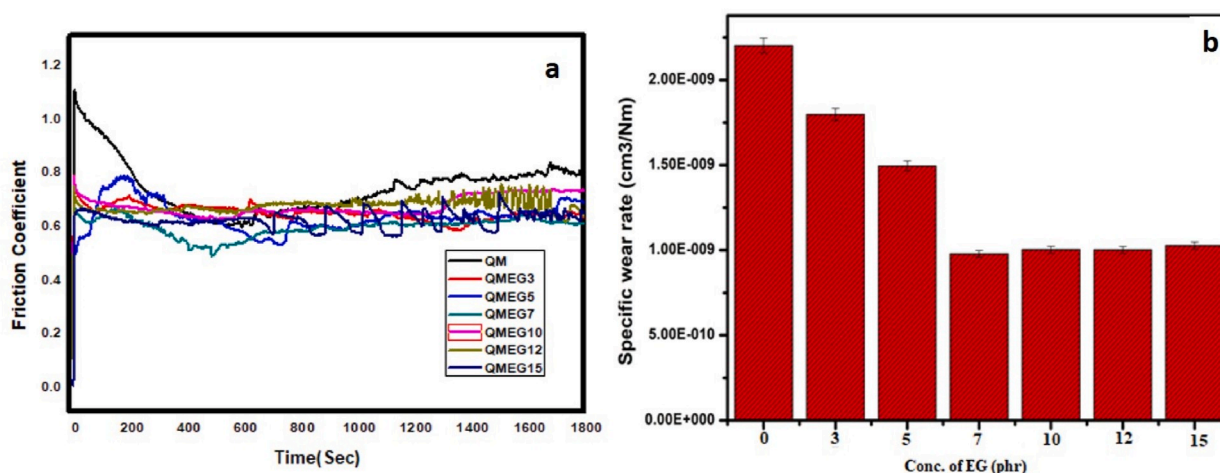 a
Friction Coefficient
1.2
1.0
0.8
0.6
0.4
0.2
0.0
QM
QMEG3
QMEG5
QMEG7
QMEG10
QMEG12
QMEG15
0 200 400 600 800 1000 1200 1400 1600 1800
Time( Sec)
b
Specific wear rate (cm3/Nm)
2.00E-009
1.50E-009
1.00E-009
5.00E-010
0.00E+000
0 3 5 7 10 12 15
Conc. of EG (phr)